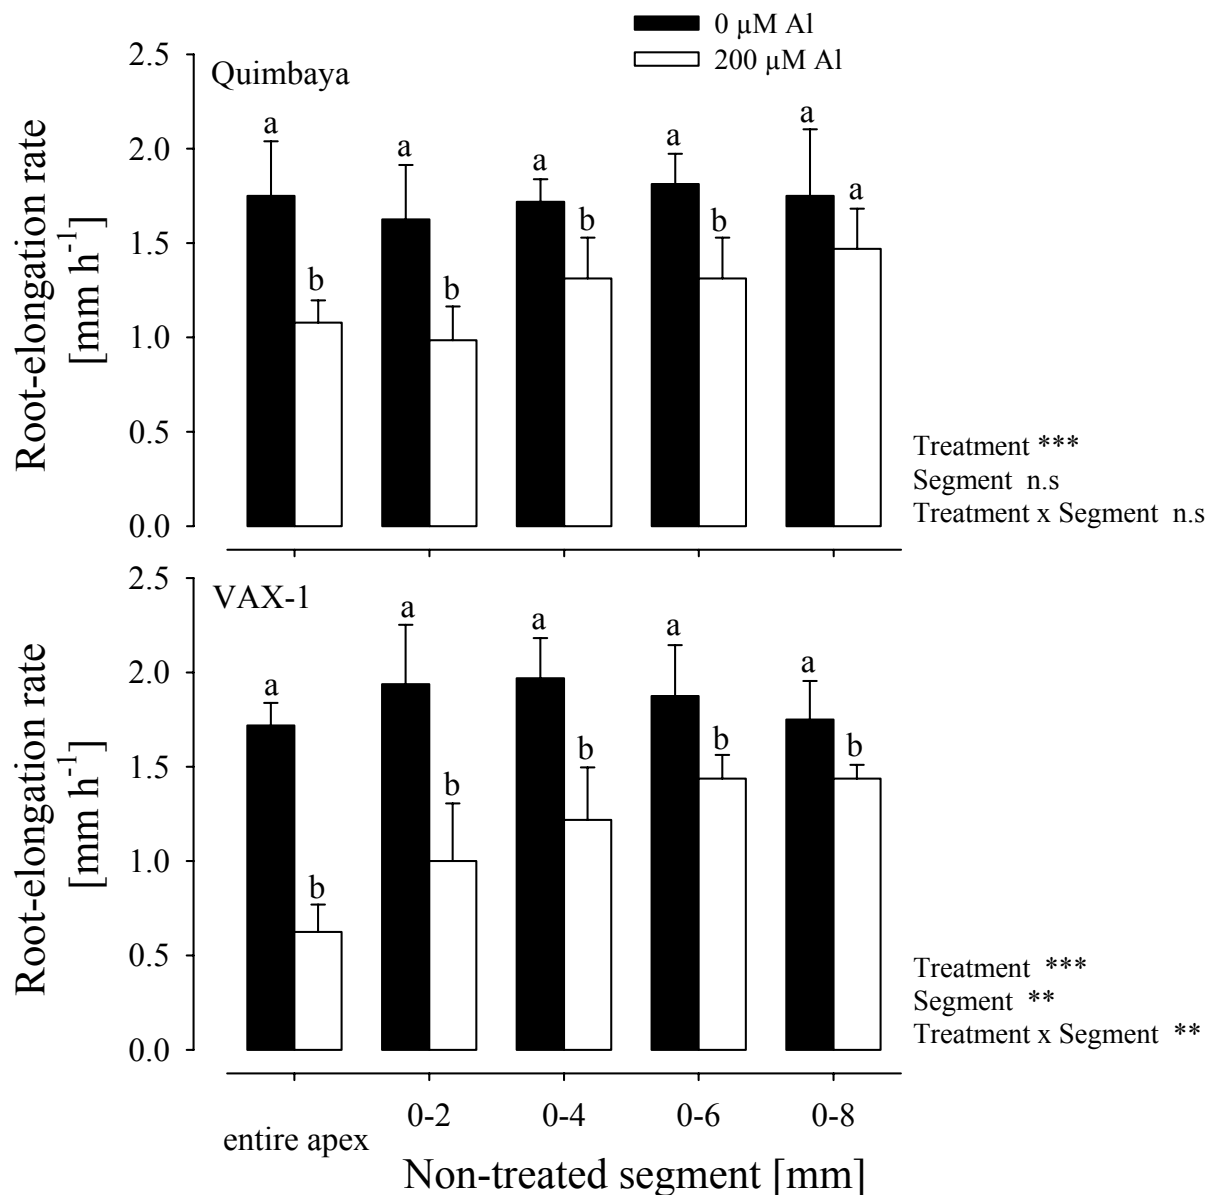 0 µM Al
200 µM Al
Quimbaya
Root-elongation rate
[mm h⁻¹]
2.5
2.0
1.5
1.0
0.5
0.0
a
b
a
b
a
b
a
b
a
a
Treatment ***
Segment n.s
Treatment x Segment n.s
VAX-1
Root-elongation rate
[mm h⁻¹]
2.5
2.0
1.5
1.0
0.5
0.0
a
b
a
b
a
b
a
b
a
b
Treatment ***
Segment **
Treatment x Segment **
entire apex
0-2
0-4
0-6
0-8
Non-treated segment [mm]